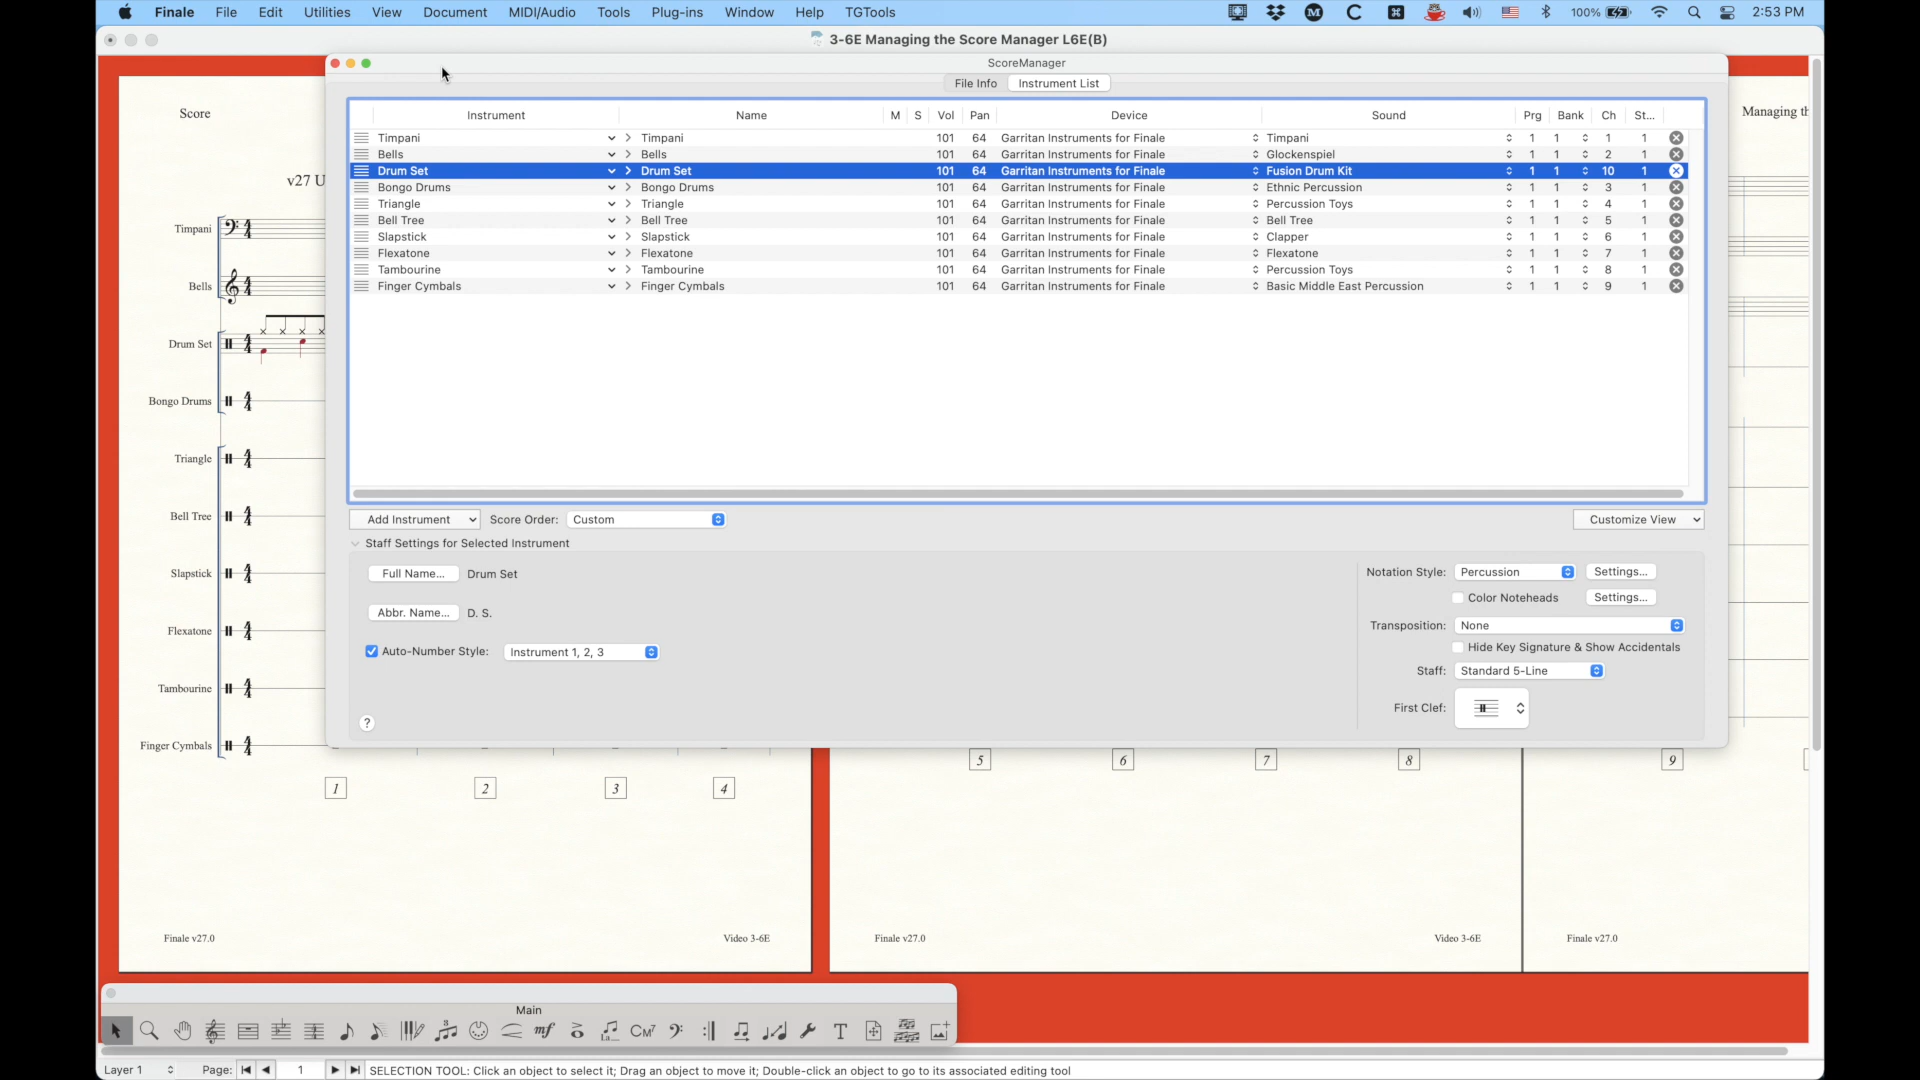 Finale File Edit Utilities View Document MIDI/Audio Tools Plug-ins Window Help TGTools 100% 2:53 PM
3-6E Managing the Score Manager L6E(B)
ScoreManager
File Info Instrument List
Instrument Name M S Vol Pan Device Sound Prg Bank Ch St...
Timpani Timpani 101 64 Garritan Instruments for Finale Timpani 1 1 1 1
Bells Bells 101 64 Garritan Instruments for Finale Glockenspiel 1 1 2 1
Drum Set Drum Set 101 64 Garritan Instruments for Finale Fusion Drum Kit 1 1 10 1
Bongo Drums Bongo Drums 101 64 Garritan Instruments for Finale Ethnic Percussion 1 1 3 1
Triangle Triangle 101 64 Garritan Instruments for Finale Percussion Toys 1 1 4 1
Bell Tree Bell Tree 101 64 Garritan Instruments for Finale Bell Tree 1 1 5 1
Slapstick Slapstick 101 64 Garritan Instruments for Finale Clapper 1 1 6 1
Flexatone Flexatone 101 64 Garritan Instruments for Finale Flexatone 1 1 7 1
Tambourine Tambourine 101 64 Garritan Instruments for Finale Percussion Toys 1 1 8 1
Finger Cymbals Finger Cymbals 101 64 Garritan Instruments for Finale Basic Middle East Percussion 1 1 9 1
Add Instrument Score Order: Custom Customize View
Staff Settings for Selected Instrument
Full Name... Drum Set
Abbr. Name... D. S.
Auto-Number Style: Instrument 1, 2, 3
Notation Style: Percussion Settings...
Color Noteheads Settings...
Transposition: None
Hide Key Signature & Show Accidentals
Staff: Standard 5-Line
First Clef:
?
Score
v27 U
Managing th
Timpani
Bells
Drum Set
Bongo Drums
Triangle
Bell Tree
Slapstick
Flexatone
Tambourine
Finger Cymbals
5 6 7 8 9
1 2 3 4
Finale v27.0 Video 3-6E Finale v27.0 Video 3-6E Finale v27.0
Main
mf CM7 T
Layer 1 Page: 1 SELECTION TOOL: Click an object to select it; Drag an object to move it; Double-click an object to go to its associated editing tool